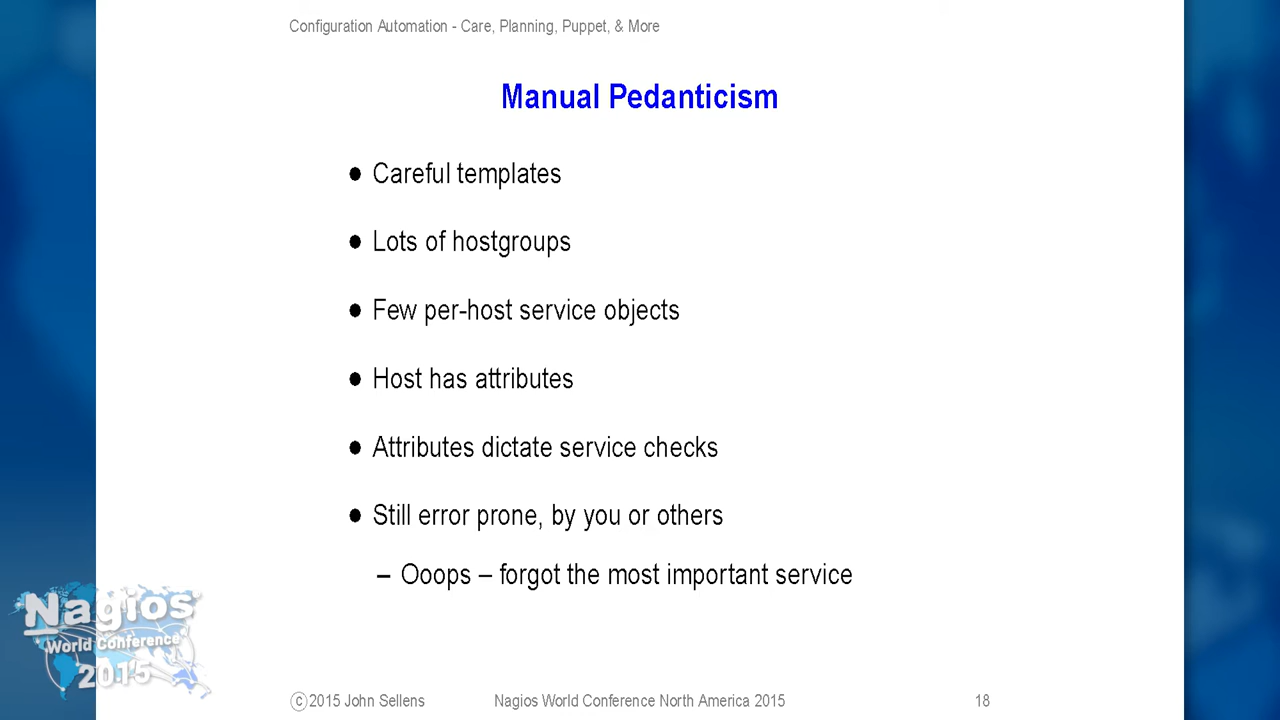 Configuration Automation - Care, Planning, Puppet, & More
Manual Pedanticism
● Careful templates
● Lots of hostgroups
● Few per-host service objects
● Host has attributes
● Attributes dictate service checks
● Still error prone, by you or others
– Ooops – forgot the most important service
Nagios
World Conference
2015
©2015 John Sellens Nagios World Conference North America 2015 18